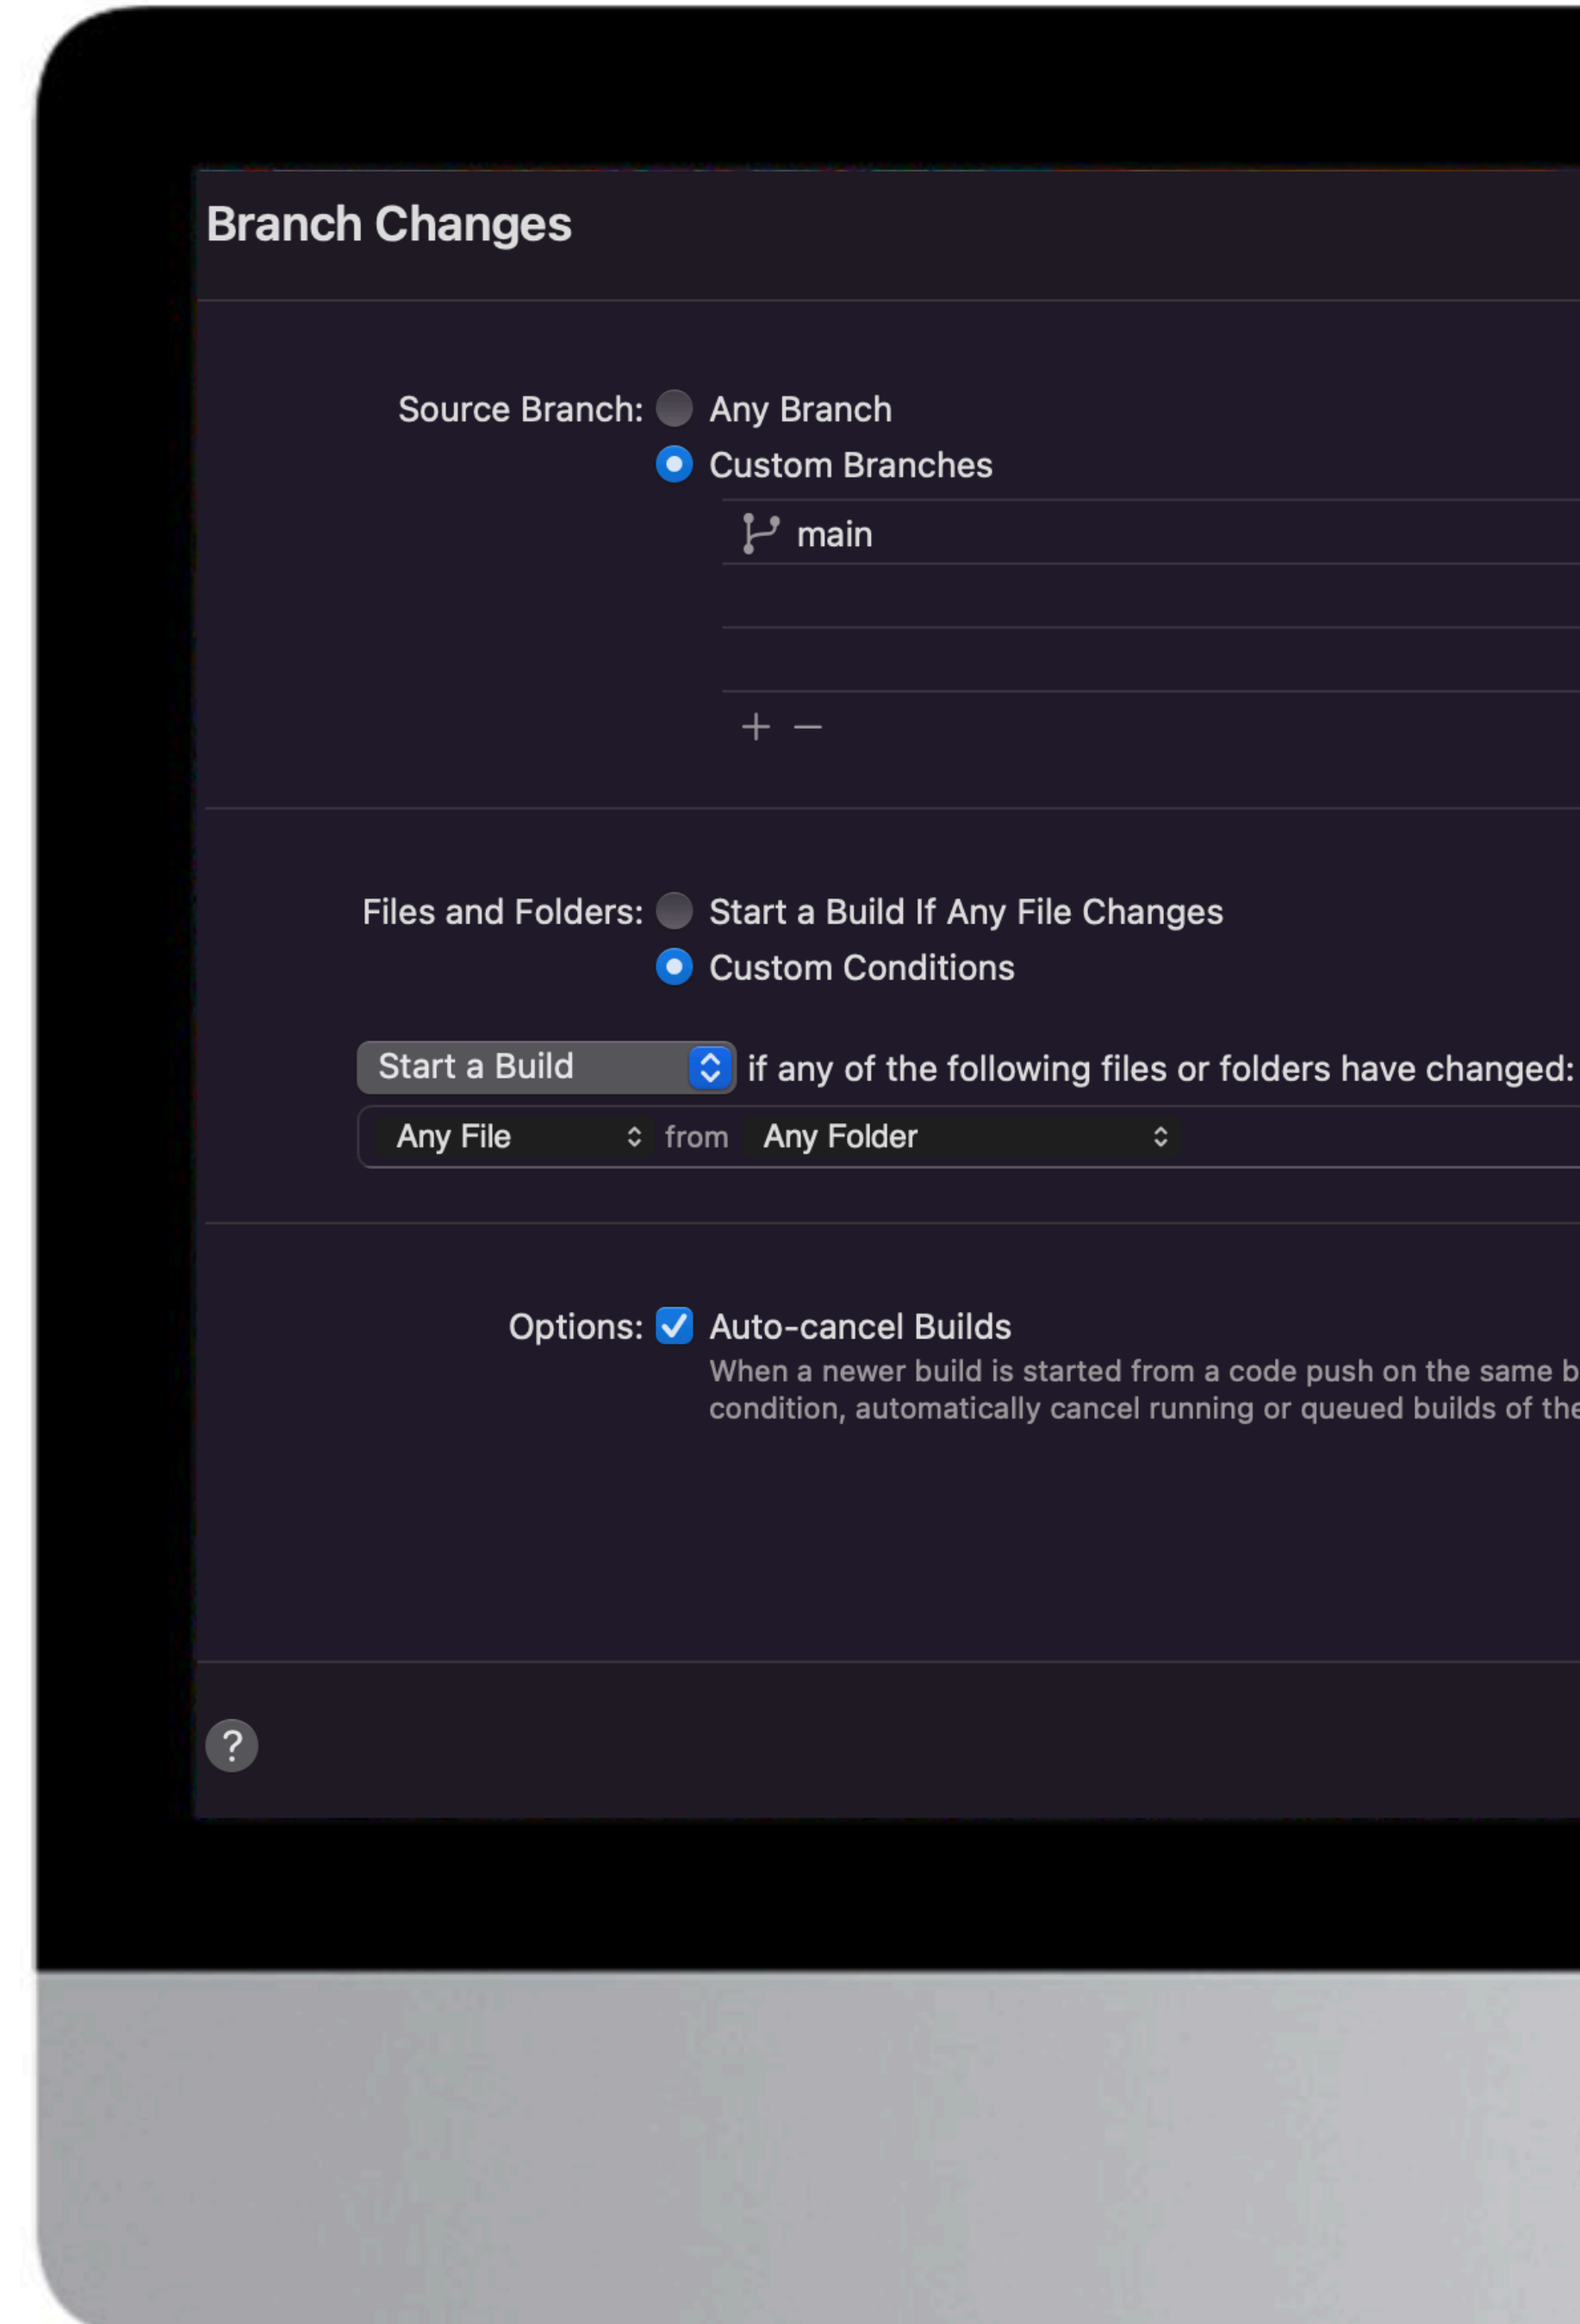 Branch Changes
Source Branch: Any Branch
Custom Branches
main
+ −
Files and Folders: Start a Build If Any File Changes
Custom Conditions
Start a Build if any of the following files or folders have changed:
Any File from Any Folder
Options: Auto-cancel Builds
When a newer build is started from a code push on the same
condition, automatically cancel running or queued builds of the
?